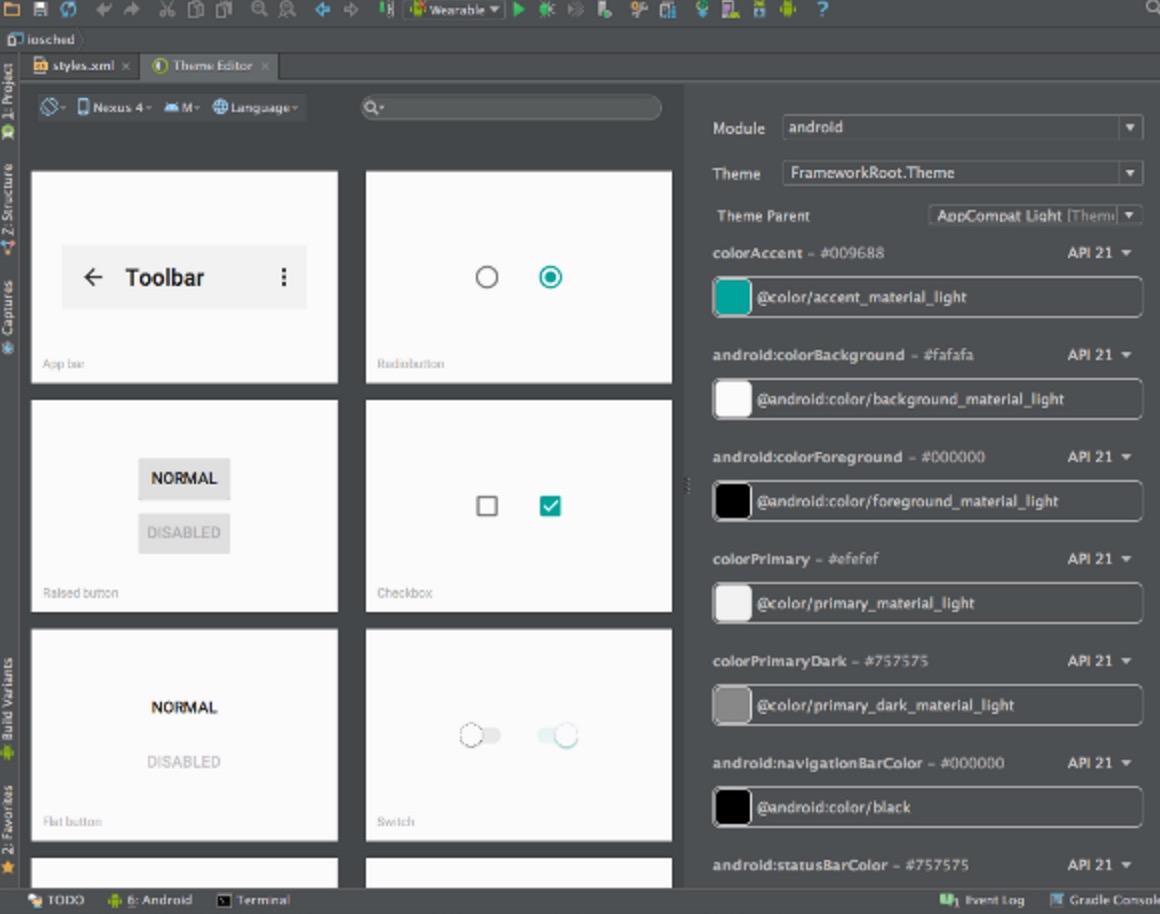 Wearable
iosched
styles.xml
Theme Editor
1: Project
Z: Structure
Captures
Build Variants
2: Favorites
Nexus 4
M
Language
Toolbar
App bar
Radiobutton
NORMAL
DISABLED
Raised button
Checkbox
NORMAL
DISABLED
Flat button
Switch
Module
android
Theme
FrameworkRoot.Theme
Theme Parent
AppCompat Light [Theme
colorAccent - #009688
API 21
@color/accent_material_light
android:colorBackground - #fafafa
API 21
@android:color/background_material_light
android:colorForeground - #000000
API 21
@android:color/foreground_material_light
colorPrimary - #efefef
API 21
@color/primary_material_light
colorPrimaryDark - #757575
API 21
@color/primary_dark_material_light
android:navigationBarColor - #000000
API 21
@android:color/black
android:statusBarColor - #757575
API 21
TODO
6: Android
Terminal
Event Log
Gradle Console